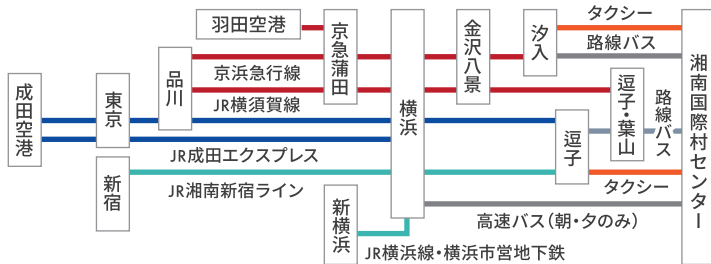 タクシー
羽田空港
京急蒲田
金沢八景
汐入
路線バス
品川
京浜急行線
湘南国際村センター
成田空港
東京
JR横須賀線
横浜
逗子・葉山
路線バス
逗子
JR成田エクスプレス
新宿
JR湘南新宿ライン
タクシー
新横浜
高速バス（朝・夕のみ）
JR横浜線・横浜市営地下鉄